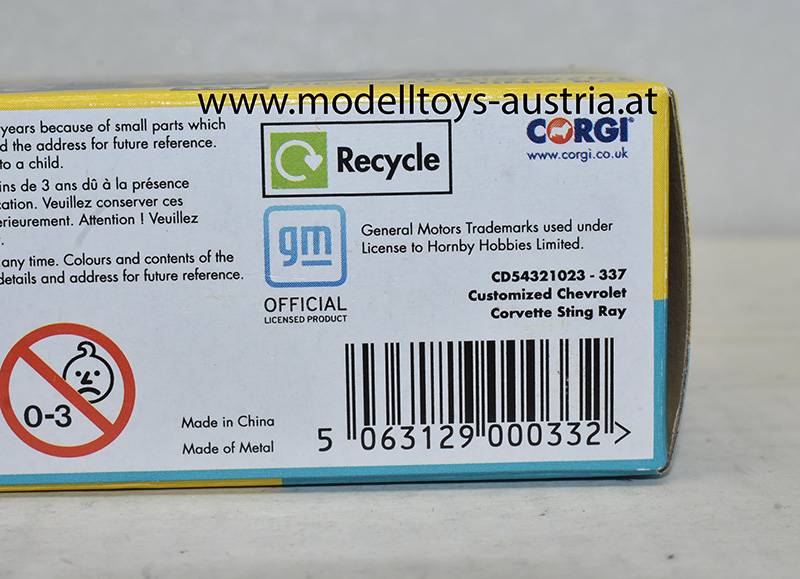 www.modelltoys-austria.at
years because of small parts which
d the address for future reference.
to a child.
ins de 3 ans dû à la présence
cation. Veuillez conserver ces
érieurement. Attention ! Veuillez
any time. Colours and contents of the
details and address for future reference.
0-3
Made in China
Made of Metal
Recycle
gm
OFFICIAL
LICENSED PRODUCT
CORGI®
www.corgi.co.uk
General Motors Trademarks used under
License to Hornby Hobbies Limited.
CD54321023 - 337
Customized Chevrolet
Corvette Sting Ray
5 063129 000332 >